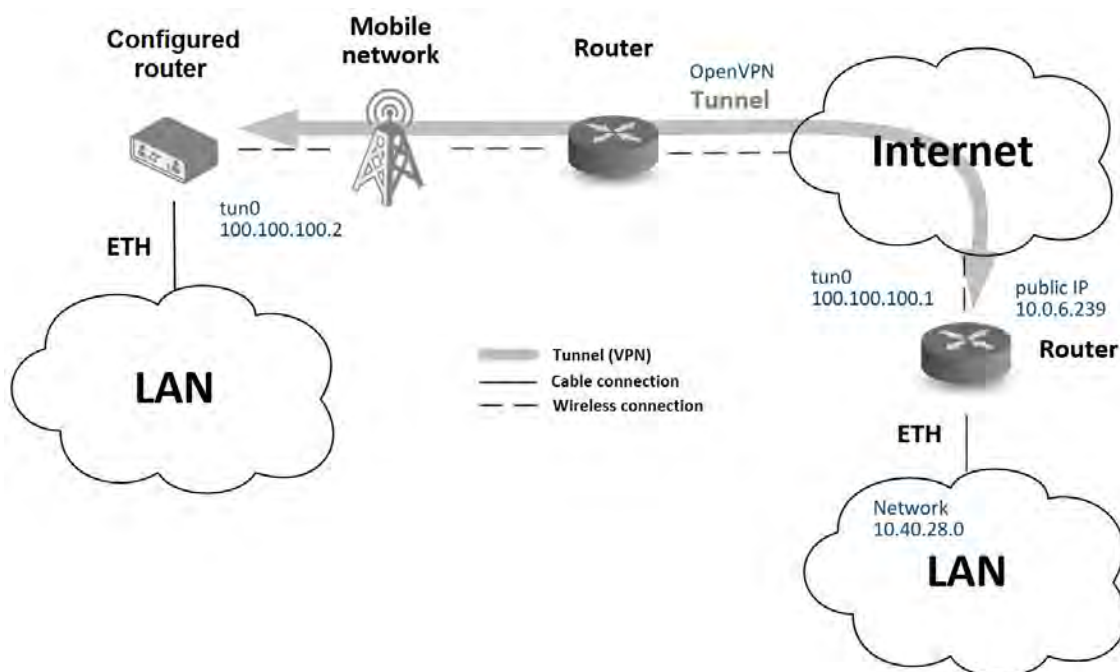 Configured
router
Mobile
network
Router
OpenVPN
Tunnel
Internet
tun0
100.100.100.2
ETH
LAN
tun0
100.100.100.1
public IP
10.0.6.239
Router
Tunnel (VPN)
Cable connection
Wireless connection
ETH
Network
10.40.28.0
LAN